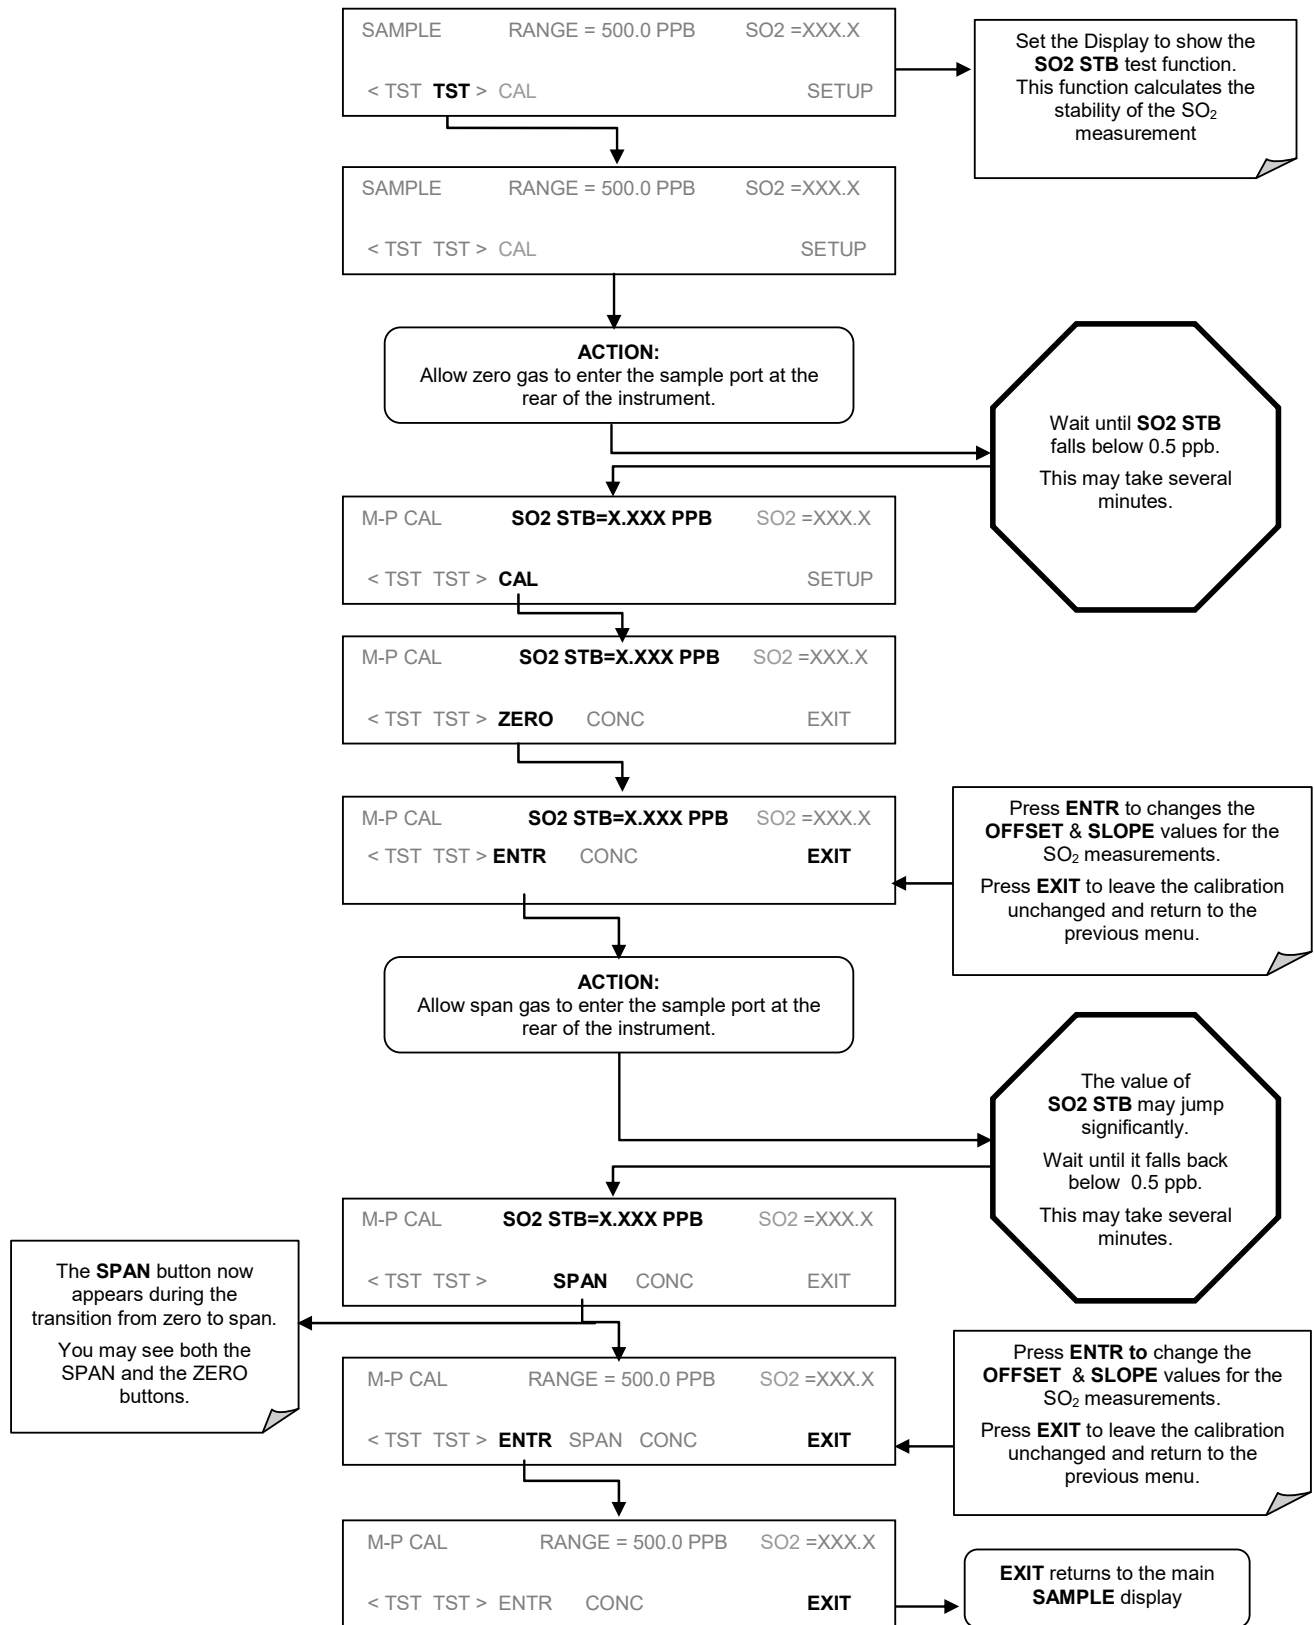 SAMPLE RANGE = 500.0 PPB SO2 =XXX.X
< TST TST > CAL SETUP
Set the Display to show the
SO2 STB test function.
This function calculates the
stability of the SO2
measurement
SAMPLE RANGE = 500.0 PPB SO2 =XXX.X
< TST TST > CAL SETUP
ACTION:
Allow zero gas to enter the sample port at the
rear of the instrument.
Wait until SO2 STB
falls below 0.5 ppb.
This may take several
minutes.
M-P CAL SO2 STB=X.XXX PPB SO2 =XXX.X
< TST TST > CAL SETUP
M-P CAL SO2 STB=X.XXX PPB SO2 =XXX.X
< TST TST > ZERO CONC EXIT
M-P CAL SO2 STB=X.XXX PPB SO2 =XXX.X
< TST TST > ENTR CONC EXIT
Press ENTR to changes the
OFFSET & SLOPE values for the
SO2 measurements.
Press EXIT to leave the calibration
unchanged and return to the
previous menu.
ACTION:
Allow span gas to enter the sample port at the
rear of the instrument.
The value of
SO2 STB may jump
significantly.
Wait until it falls back
below 0.5 ppb.
This may take several
minutes.
M-P CAL SO2 STB=X.XXX PPB SO2 =XXX.X
< TST TST > SPAN CONC EXIT
The SPAN button now
appears during the
transition from zero to span.
You may see both the
SPAN and the ZERO
buttons.
M-P CAL RANGE = 500.0 PPB SO2 =XXX.X
< TST TST > ENTR SPAN CONC EXIT
Press ENTR to change the
OFFSET & SLOPE values for the
SO2 measurements.
Press EXIT to leave the calibration
unchanged and return to the
previous menu.
M-P CAL RANGE = 500.0 PPB SO2 =XXX.X
< TST TST > ENTR CONC EXIT
EXIT returns to the main
SAMPLE display